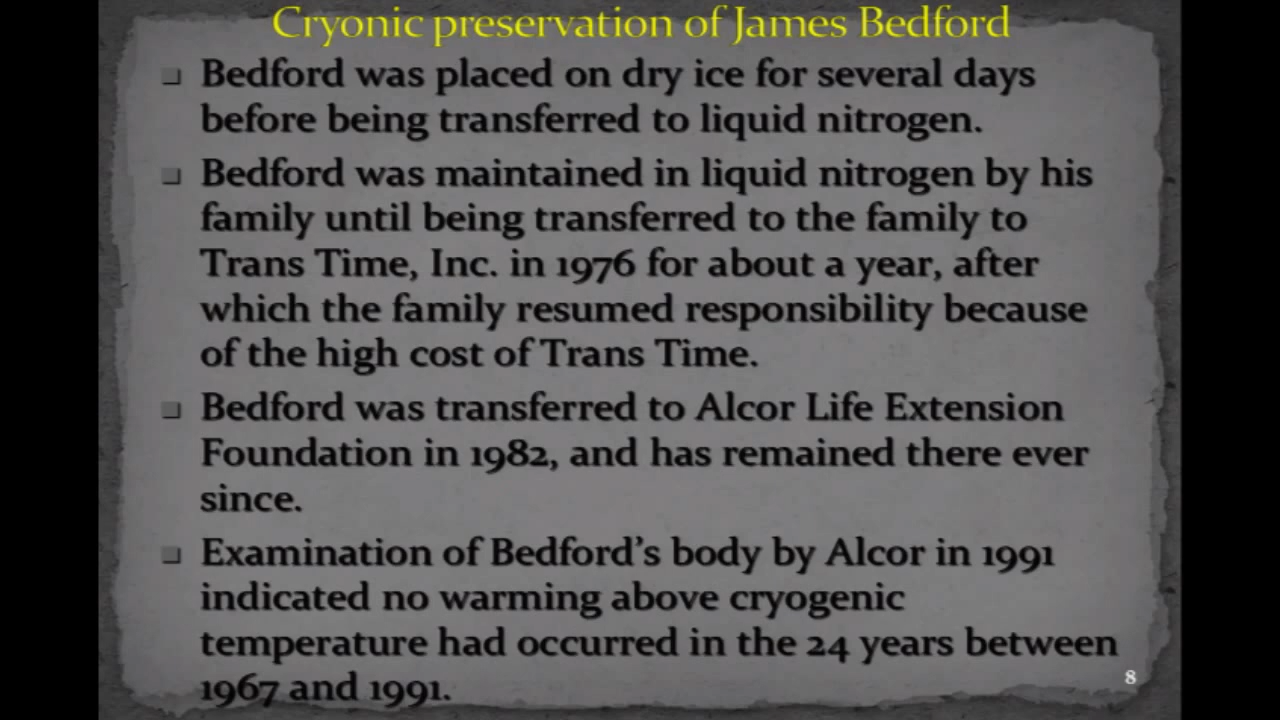 Cryonic preservation of James Bedford
Bedford was placed on dry ice for several days
before being transferred to liquid nitrogen.
Bedford was maintained in liquid nitrogen by his
family until being transferred to the family to
Trans Time, Inc. in 1976 for about a year, after
which the family resumed responsibility because
of the high cost of Trans Time.
Bedford was transferred to Alcor Life Extension
Foundation in 1982, and has remained there ever
since.
Examination of Bedford's body by Alcor in 1991
indicated no warming above cryogenic
temperature had occurred in the 24 years between
1967 and 1991.
8